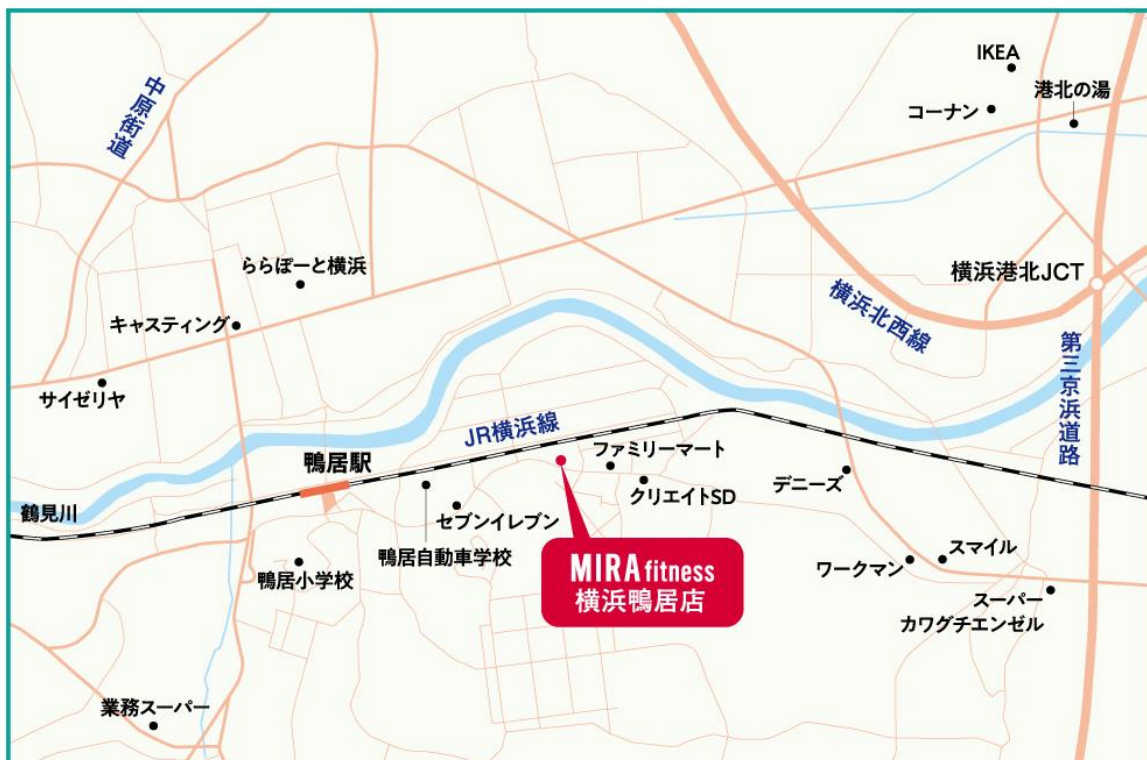 IKEA
港北の湯
コーナン
中原街道
ららぽーと横浜
横浜港北JCT
キャスティング
横浜北西線
第三京浜道路
サイゼリヤ
JR横浜線
鴨居駅
ファミリーマート
デニーズ
クリエイトSD
鶴見川
セブンイレブン
鴨居自動車学校
鴨居小学校
MIRA fitness
横浜鴨居店
ワークマン
スマイル
スーパー
カワグチエンゼル
業務スーパー